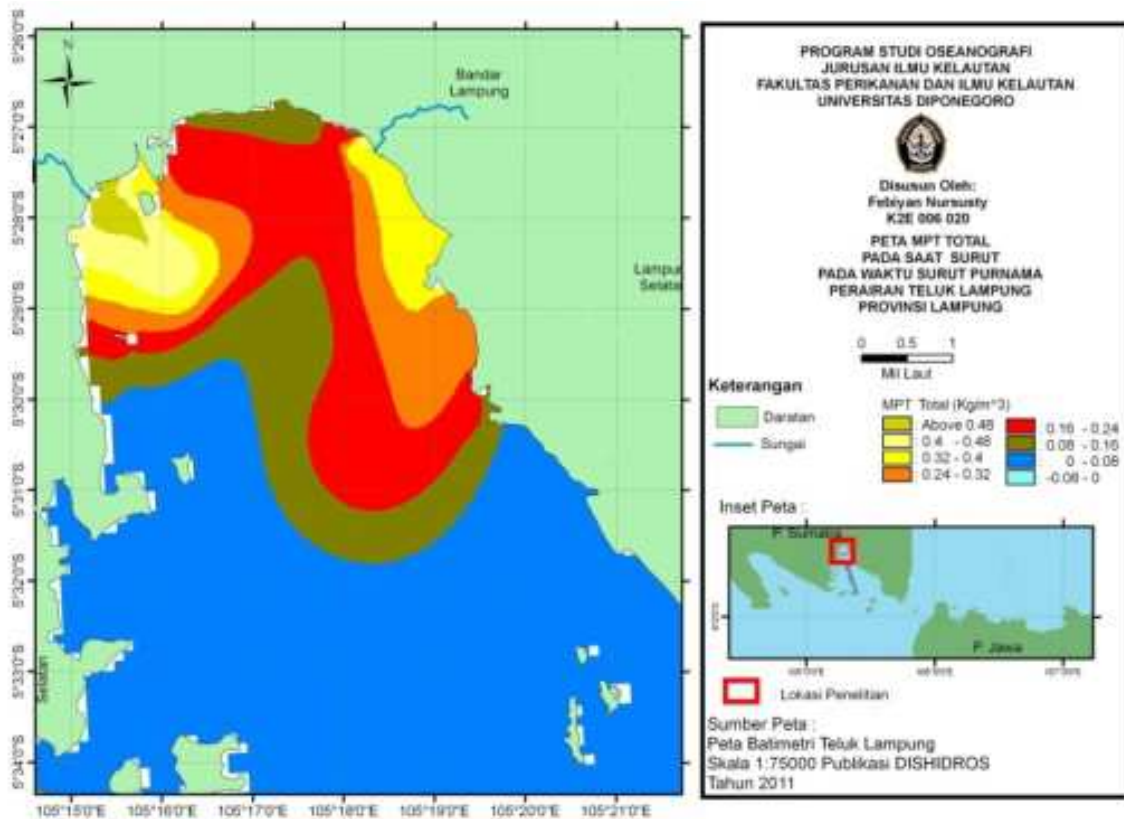 5°26'0"S
5°27'0"S
5°28'0"S
5°29'0"S
5°30'0"S
5°31'0"S
5°32'0"S
5°33'0"S
5°34'0"S
105°15'0"E
105°16'0"E
105°17'0"E
105°18'0"E
105°19'0"E
105°20'0"E
105°21'0"E
N
Bandar
Lampung
Lampu
Selata
Selatan
PROGRAM STUDI OSEANOGRAFI
JURUSAN ILMU KELAUTAN
FAKULTAS PERIKANAN DAN ILMU KELAUTAN
UNIVERSITAS DIPONEGORO
Disusun Oleh:
Febiyan Nursusty
K2E 006 020
PETA MPT TOTAL
PADA SAAT SURUT
PADA WAKTU SURUT PURNAMA
PERAIRAN TELUK LAMPUNG
PROVINSI LAMPUNG
0 0.5 1
Mil Laut
Keterangan
Daratan
Sungai
MPT Total (Kg/m^3)
Above 0.48
0.4 - 0.48
0.32 - 0.4
0.24 - 0.32
0.16 - 0.24
0.08 - 0.16
0 - 0.08
-0.08 - 0
Inset Peta :
P. Sumatra
P. Jawa
Lokasi Penelitian
Sumber Peta :
Peta Batimetri Teluk Lampung
Skala 1:75000 Publikasi DISHIDROS
Tahun 2011